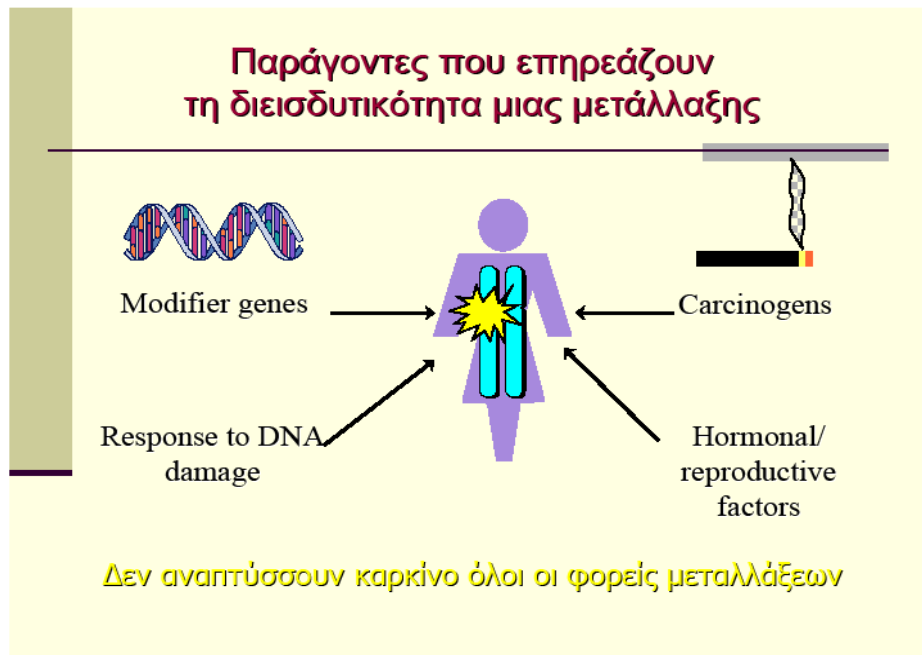 Παράγοντες που επηρεάζουν
τη διεισδυτικότητα μιας μετάλλαξης
Modifier genes
Carcinogens
Response to DNA
damage
Hormonal/
reproductive
factors
Δεν αναπτύσσουν καρκίνο όλοι οι φορείς μεταλλάξεων